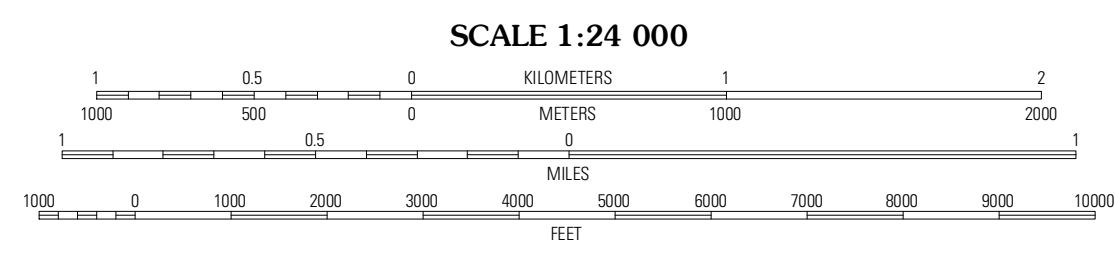 SCALE 1:24 000
1 0.5 0 KILOMETERS 1 2
1000 500 0 METERS 1000 2000
1 0.5 0 1
MILES
1000 0 1000 2000 3000 4000 5000 6000 7000 8000 9000 10000
FEET